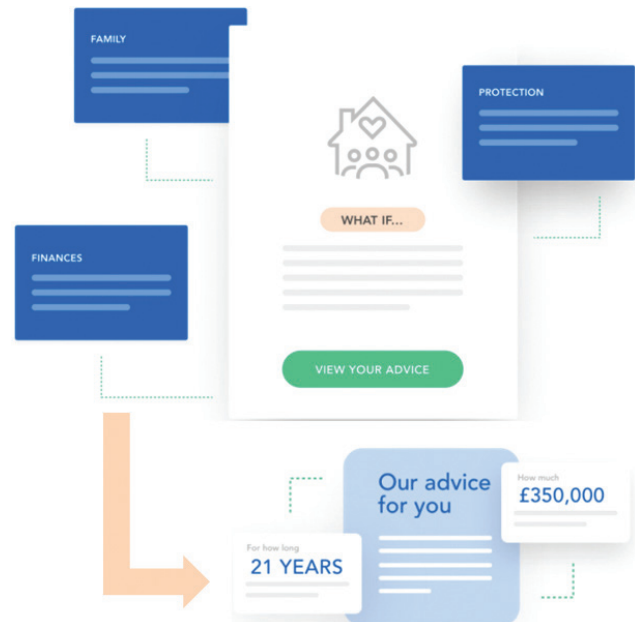 FAMILY
PROTECTION
WHAT IF...
FINANCES
VIEW YOUR ADVICE
Our advice
for you
How much
£350,000
For how long
21 YEARS